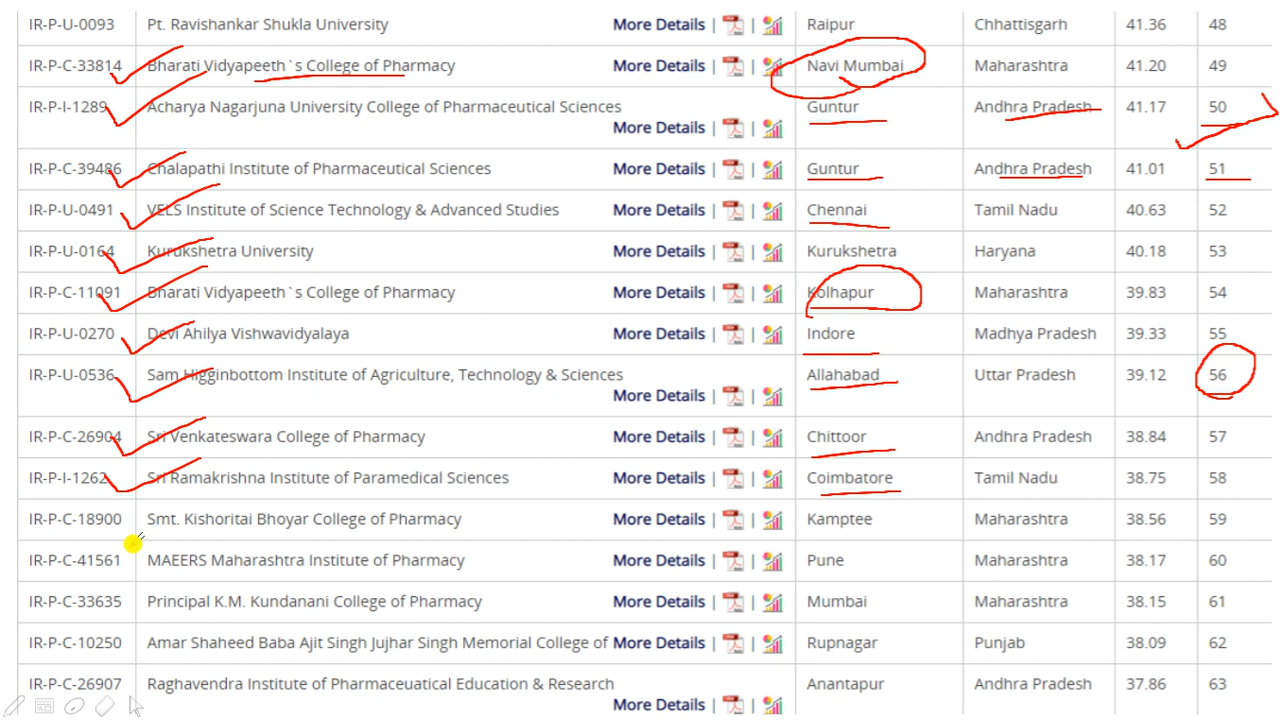 IR-P-U-0093 Pt. Ravishankar Shukla University More Details | | Raipur Chhattisgarh 41.36 48
IR-P-C-33814 Bharati Vidyapeeth`s College of Pharmacy More Details | | Navi Mumbai Maharashtra 41.20 49
IR-P-I-1289 Acharya Nagarjuna University College of Pharmaceutical Sciences Guntur Andhra Pradesh 41.17 50
More Details | |
IR-P-C-39486 Chalapathi Institute of Pharmaceutical Sciences More Details | | Guntur Andhra Pradesh 41.01 51
IR-P-U-0491 VELS Institute of Science Technology & Advanced Studies More Details | | Chennai Tamil Nadu 40.63 52
IR-P-U-0164 Kurukshetra University More Details | | Kurukshetra Haryana 40.18 53
IR-P-C-11091 Bharati Vidyapeeth`s College of Pharmacy More Details | | Kolhapur Maharashtra 39.83 54
IR-P-U-0270 Devi Ahilya Vishwavidyalaya More Details | | Indore Madhya Pradesh 39.33 55
IR-P-U-0536 Sam Higginbottom Institute of Agriculture, Technology & Sciences Allahabad Uttar Pradesh 39.12 56
More Details | |
IR-P-C-26904 Sri Venkateswara College of Pharmacy More Details | | Chittoor Andhra Pradesh 38.84 57
IR-P-I-1262 Sri Ramakrishna Institute of Paramedical Sciences More Details | | Coimbatore Tamil Nadu 38.75 58
IR-P-C-18900 Smt. Kishoritai Bhoyar College of Pharmacy More Details | | Kamptee Maharashtra 38.56 59
IR-P-C-41561 MAEERS Maharashtra Institute of Pharmacy More Details | | Pune Maharashtra 38.17 60
IR-P-C-33635 Principal K.M. Kundanani College of Pharmacy More Details | | Mumbai Maharashtra 38.15 61
IR-P-C-10250 Amar Shaheed Baba Ajit Singh Jujhar Singh Memorial College of More Details | | Rupnagar Punjab 38.09 62
IR-P-C-26907 Raghavendra Institute of Pharmaceuatical Education & Research Anantapur Andhra Pradesh 37.86 63
More Details | |